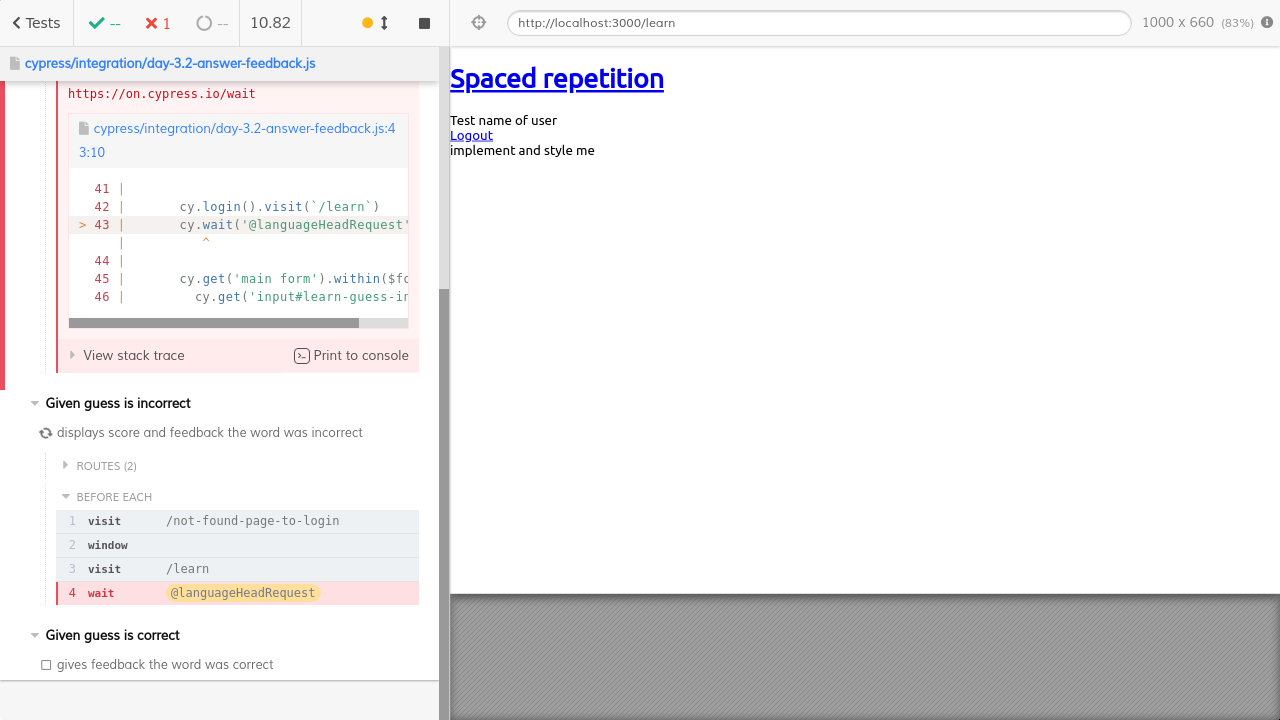 Tests
--
1
--
10.82
cypress/integration/day-3.2-answer-feedback.js
https://on.cypress.io/wait
cypress/integration/day-3.2-answer-feedback.js:4
3:10
41 |
42 | cy.login().visit(`/learn`)
> 43 | cy.wait('@languageHeadRequest'
| ^
44 |
45 | cy.get('main form').within($fo
46 | cy.get('input#learn-guess-in
View stack trace
Print to console
Given guess is incorrect
displays score and feedback the word was incorrect
ROUTES (2)
BEFORE EACH
1 visit /not-found-page-to-login
2 window
3 visit /learn
4 wait @languageHeadRequest
Given guess is correct
gives feedback the word was correct
http://localhost:3000/learn
1000 x 660 (83%)
Spaced repetition
Test name of user
Logout
implement and style me